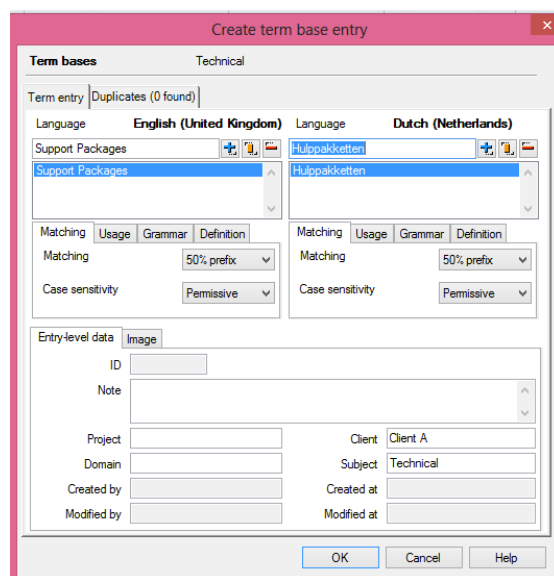 Create term base entry
Term bases Technical
Term entry Duplicates (0 found)
Language English (United Kingdom) Language Dutch (Netherlands)
Support Packages Hulppakketten
Support Packages Hulppakketten
Matching Usage Grammar Definition Matching Usage Grammar Definition
Matching 50% prefix Matching 50% prefix
Case sensitivity Permissive Case sensitivity Permissive
Entry-level data Image
ID
Note
Project Client Client A
Domain Subject Technical
Created by Created at
Modified by Modified at
OK Cancel Help